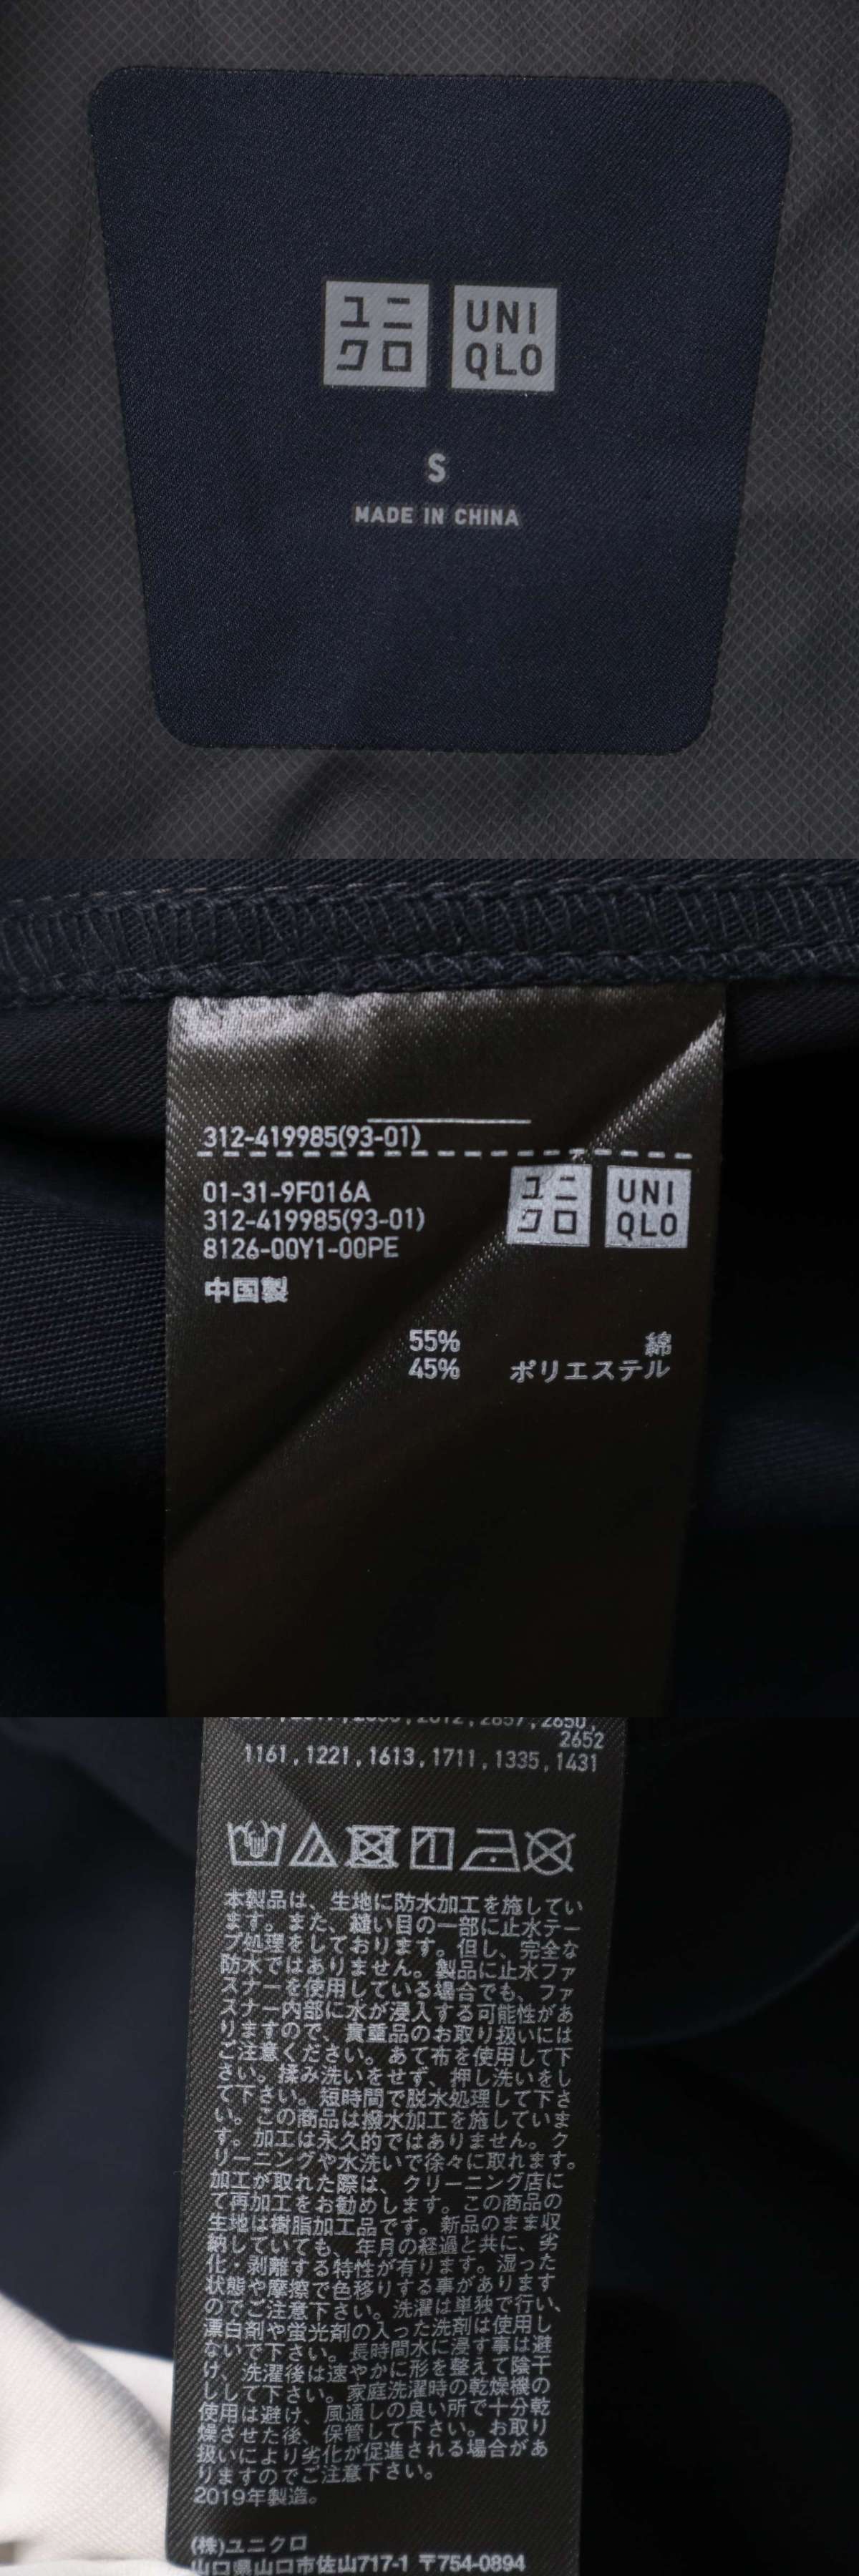 ユニ
クロ
UNI
QLO
S
MADE IN CHINA
312-419985(93-01)
01-31-9F016A
312-419985(93-01)
8126-00Y1-00PE
ユニ
クロ
UNI
QLO
中国製
55% 綿
45% ポリエステル
2652
1161,1221,1613,1711,1335,1431
本製品は、生地に防水加工を施してい
ます。また、縫い目の一部に止水テー
プ処理をしております。但し、完全な
防水ではありません。製品に止水ファ
スナーを使用している場合でも、ファ
スナー内部に水が浸入する可能性があ
りますので、貴重品のお取り扱いには
ご注意ください。あて布を使用して下
さい。揉み洗いをせず、押し洗いをし
て下さい。短時間で脱水処理して下さ
い。この商品は撥水加工を施していま
す。加工は永久的ではありません。ク
リーニングや水洗いで徐々に取れます。
加工が取れた際は、クリーニング店に
て再加工をお勧めします。この商品の
生地は樹脂加工品です。新品のまま収
納していても、年月の経過と共に、劣
化・剥離する特性が有ります。湿った
状態や摩擦で色移りする事があります
のでご注意下さい。洗濯は単独で行い、
漂白剤や蛍光剤の入った洗剤は使用し
ないで下さい。長時間水に浸す事は避
け、洗濯後は速やかに形を整えて陰干
しして下さい。家庭洗濯時の乾燥機の
使用は避け、風通しの良い所で十分乾
燥させた後、保管して下さい。お取り
扱いにより劣化が促進される場合があ
りますのでご注意下さい。
2019年製造。
(株)ユニクロ
山口県山口市佐山717-1 〒754-0894